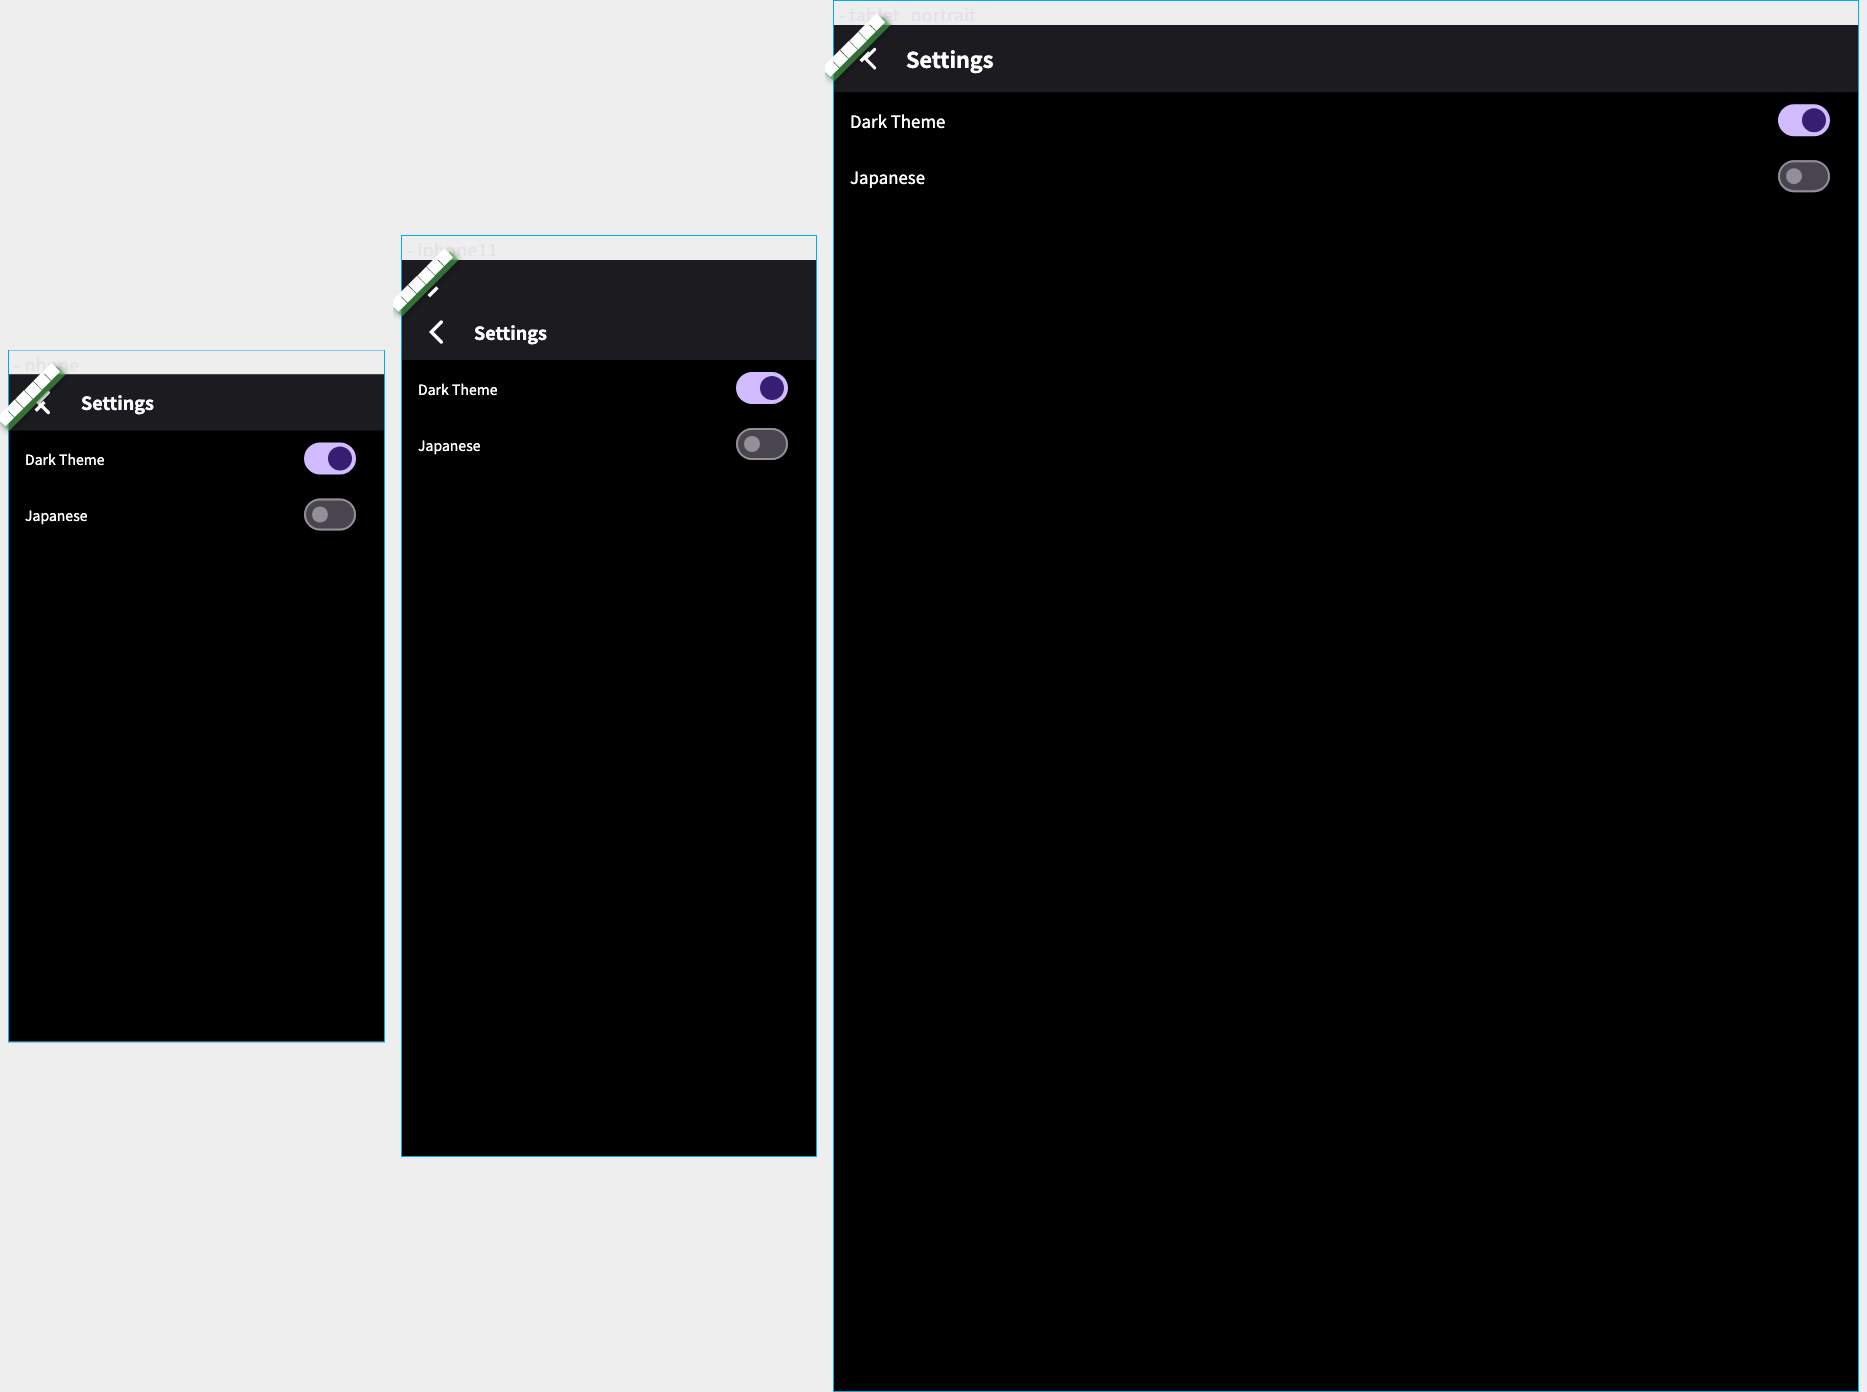 - phone
Settings
Dark Theme
Japanese
- iphone11
Settings
Dark Theme
Japanese
- tablet_portrait
Settings
Dark Theme
Japanese